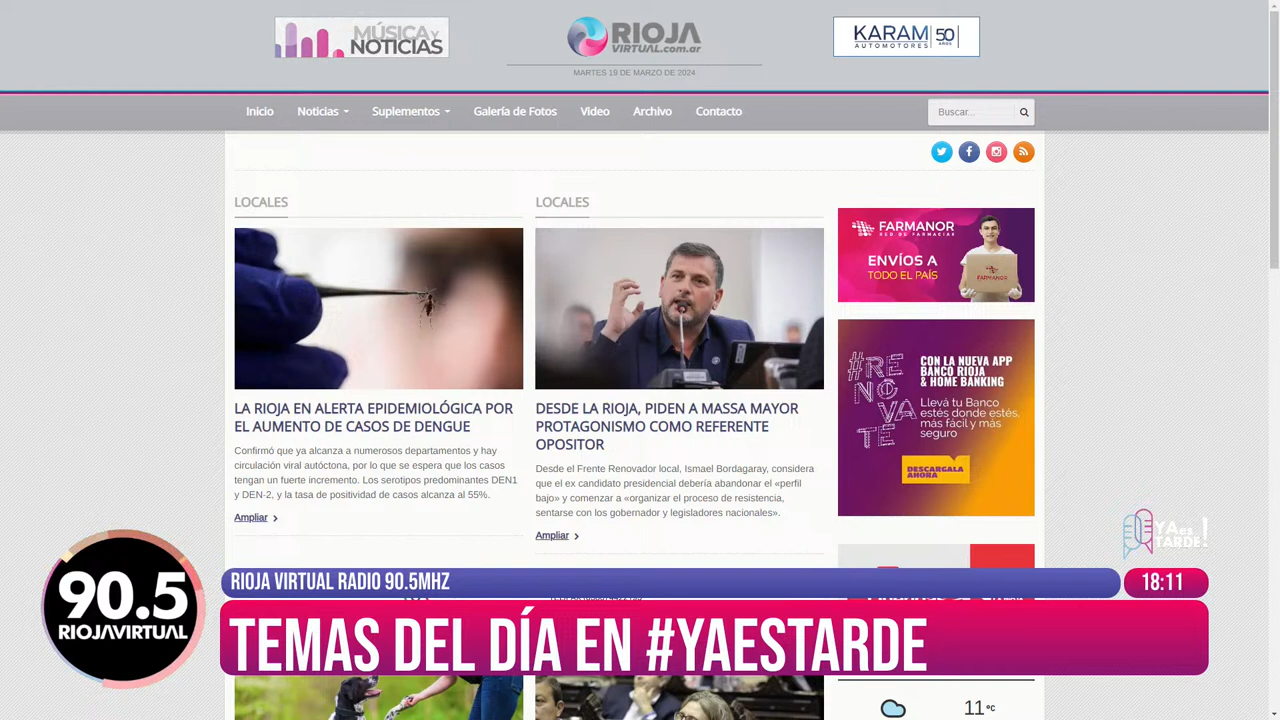 MÚSICA Y
NOTICIAS
RIOJA
VIRTUAL.com.ar
KARAM 50
AUTOMOTORES AÑOS
MARTES 19 DE MARZO DE 2024
Inicio Noticias Suplementos Galería de Fotos Video Archivo Contacto
Buscar...
LOCALES
LA RIOJA EN ALERTA EPIDEMIOLÓGICA POR
EL AUMENTO DE CASOS DE DENGUE
Confirmó que ya alcanza a numerosos departamentos y hay
circulación viral autóctona, por lo que se espera que los casos
tengan un fuerte incremento. Los serotipos predominantes DEN1
y DEN-2, y la tasa de positividad de casos alcanza al 55%.
Ampliar
LOCALES
DESDE LA RIOJA, PIDEN A MASSA MAYOR
PROTAGONISMO COMO REFERENTE
OPOSITOR
Desde el Frente Renovador local, Ismael Bordagaray, considera
que el ex candidato presidencial debería abandonar el «perfil
bajo» y comenzar a «organizar el proceso de resistencia,
sentarse con los gobernador y legisladores nacionales».
Ampliar
FARMANOR
RED DE FARMACIAS
ENVÍOS A
TODO EL PAÍS
FARMANOR
#RE
NÓ
VA
TE
CON LA NUEVA APP
BANCO RIOJA
& HOME BANKING
Llevá tu Banco
estés donde estés,
más fácil y más
seguro
DESCARGALA
AHORA
YA es
TARDE!
90.5
RIOJAVIRTUAL
RIOJA VIRTUAL RADIO 90.5MHZ
18:11
TEMAS DEL DÍA EN #YAESTARDE
11 ºC